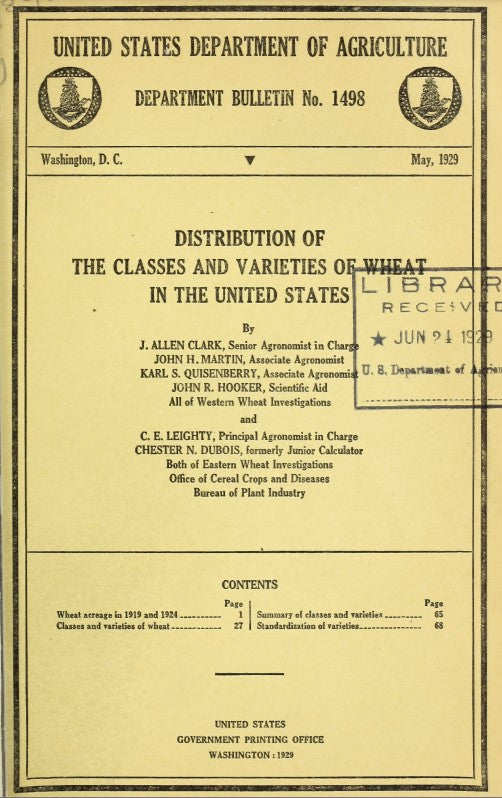 UNITED STATES DEPARTMENT OF AGRICULTURE
DEPARTMENT BULLETIN No. 1498
Washington, D. C.
May, 1929
DISTRIBUTION OF
THE CLASSES AND VARIETIES OF WHEAT
IN THE UNITED STATES
LIBRAR
RECEIVED
★ JUN 21 1929
U. S. Department of Agricu
By
J. ALLEN CLARK, Senior Agronomist in Charge
JOHN H. MARTIN, Associate Agronomist
KARL S. QUISENBERRY, Associate Agronomist
JOHN R. HOOKER, Scientific Aid
All of Western Wheat Investigations
and
C. E. LEIGHTY, Principal Agronomist in Charge
CHESTER N. DUBOIS, formerly Junior Calculator
Both of Eastern Wheat Investigations
Office of Cereal Crops and Diseases
Bureau of Plant Industry
CONTENTS
Page
Wheat acreage in 1919 and 1924 1
Classes and varieties of wheat 27
Page
Summary of classes and varieties 65
Standardization of varieties 68
UNITED STATES
GOVERNMENT PRINTING OFFICE
WASHINGTON : 1929